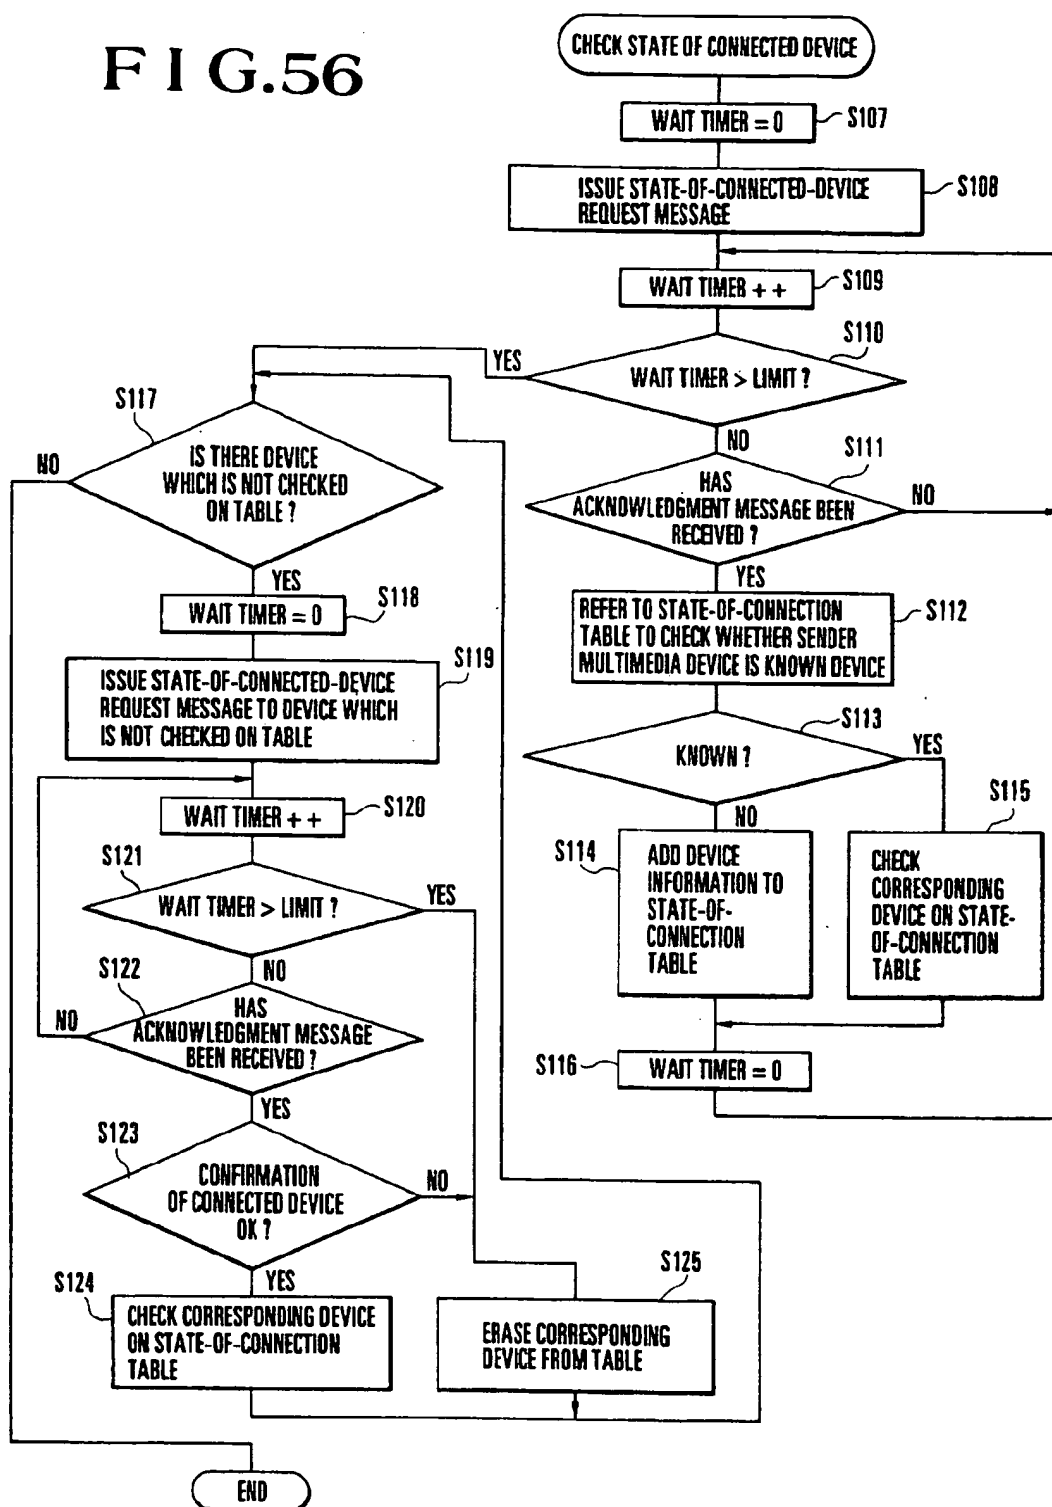 FIG.56
CHECK STATE OF CONNECTED DEVICE
WAIT TIMER = 0
S107
ISSUE STATE-OF-CONNECTED-DEVICE
REQUEST MESSAGE
S108
WAIT TIMER + +
S109
WAIT TIMER > LIMIT ?
S110
YES
NO
HAS
ACKNOWLEDGMENT MESSAGE BEEN
RECEIVED ?
S111
NO
YES
REFER TO STATE-OF-CONNECTION
TABLE TO CHECK WHETHER SENDER
MULTIMEDIA DEVICE IS KNOWN DEVICE
S112
KNOWN ?
S113
YES
NO
S114
ADD DEVICE
INFORMATION TO
STATE-OF-
CONNECTION
TABLE
S115
CHECK
CORRESPONDING
DEVICE ON STATE-
OF-CONNECTION
TABLE
S116
WAIT TIMER = 0
S117
NO
IS THERE DEVICE
WHICH IS NOT CHECKED
ON TABLE ?
YES
WAIT TIMER = 0
S118
ISSUE STATE-OF-CONNECTED-DEVICE
REQUEST MESSAGE TO DEVICE WHICH
IS NOT CHECKED ON TABLE
S119
WAIT TIMER + +
S120
S121
WAIT TIMER > LIMIT ?
YES
NO
S122
HAS
ACKNOWLEDGMENT MESSAGE
BEEN RECEIVED ?
NO
YES
S123
CONFIRMATION
OF CONNECTED DEVICE
OK ?
NO
YES
S124
CHECK CORRESPONDING DEVICE
ON STATE-OF-CONNECTION
TABLE
S125
ERASE CORRESPONDING
DEVICE FROM TABLE
END